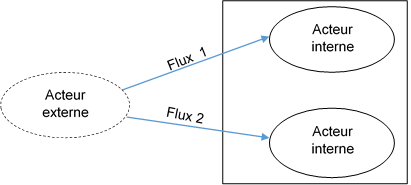 Acteur
externe
Flux 1
Flux 2
Acteur
interne
Acteur
interne